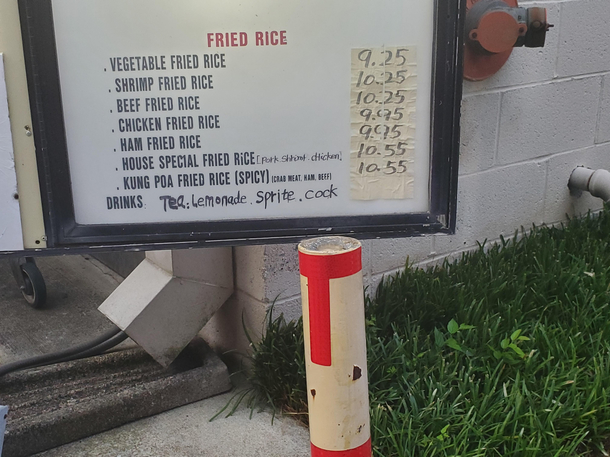 FRIED RICE
. VEGETABLE FRIED RICE 9.25
. SHRIMP FRIED RICE 10.25
. BEEF FRIED RICE 10.25
. CHICKEN FRIED RICE 9.95
. HAM FRIED RICE 9.95
. HOUSE SPECIAL FRIED RICE [Pork Shrimp. chicken] 10.55
. KUNG POA FRIED RICE (SPICY) (CRAB MEAT, HAM, BEEF) 10.55
DRINKS Tea. Lemonade. Sprite. Cock